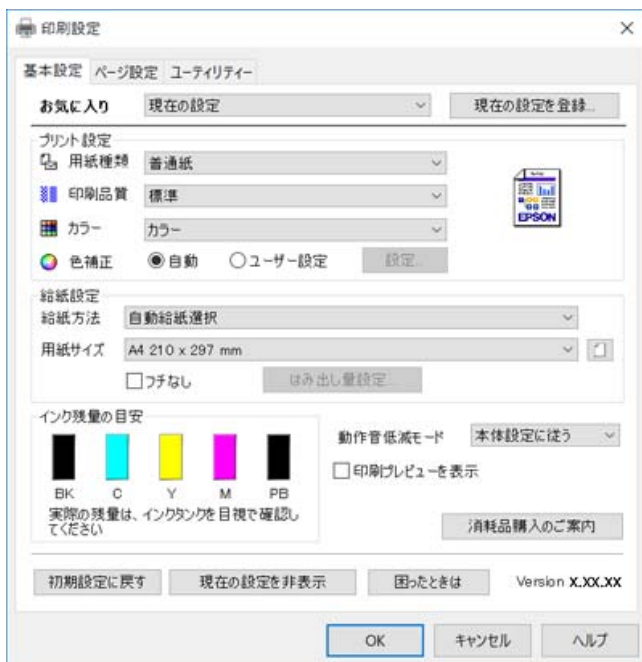 印刷設定
基本設定 ページ設定 ユーティリティー
お気に入り 現在の設定 現在の設定を登録...
プリント設定
用紙種類 普通紙
印刷品質 標準
EPSON
カラー カラー
色補正 自動 ユーザー設定 設定...
給紙設定
給紙方法 自動給紙選択
用紙サイズ A4 210 x 297 mm
フチなし はみ出し量設定...
インク残量の目安
動作音低減モード 本体設定に従う
印刷プレビューを表示
BK C Y M PB
実際の残量は、インクタンクを目視で確認し
てください
消耗品購入のご案内
初期設定に戻す 現在の設定を非表示 困ったときは Version X.XX.XX
OK キャンセル ヘルプ